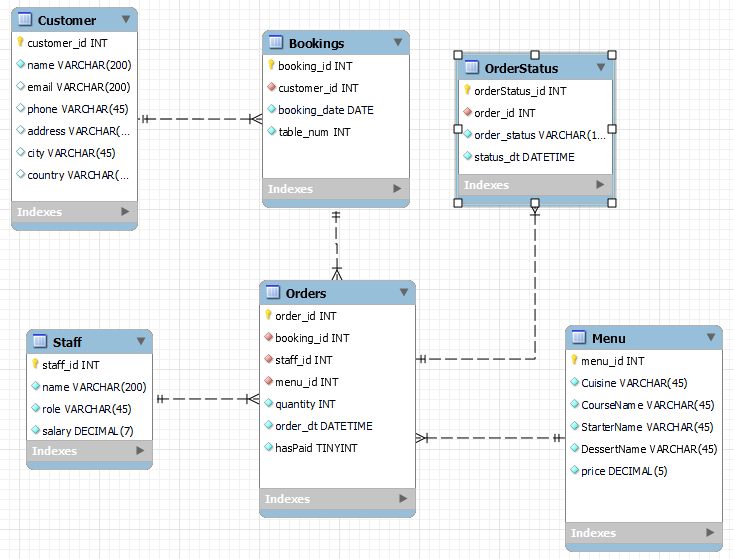 Customer
customer_id INT
name VARCHAR(200)
email VARCHAR(200)
phone VARCHAR(45)
address VARCHAR(...
city VARCHAR(45)
country VARCHAR(...
Indexes
Bookings
booking_id INT
customer_id INT
booking_date DATE
table_num INT
Indexes
OrderStatus
orderStatus_id INT
order_id INT
order_status VARCHAR(1...
status_dt DATETIME
Indexes
Staff
staff_id INT
name VARCHAR(200)
role VARCHAR(45)
salary DECIMAL(7)
Indexes
Orders
order_id INT
booking_id INT
staff_id INT
menu_id INT
quantity INT
order_dt DATETIME
hasPaid TINYINT
Indexes
Menu
menu_id INT
Cuisine VARCHAR(45)
CourseName VARCHAR(45)
StarterName VARCHAR(45)
DessertName VARCHAR(45)
price DECIMAL(5)
Indexes